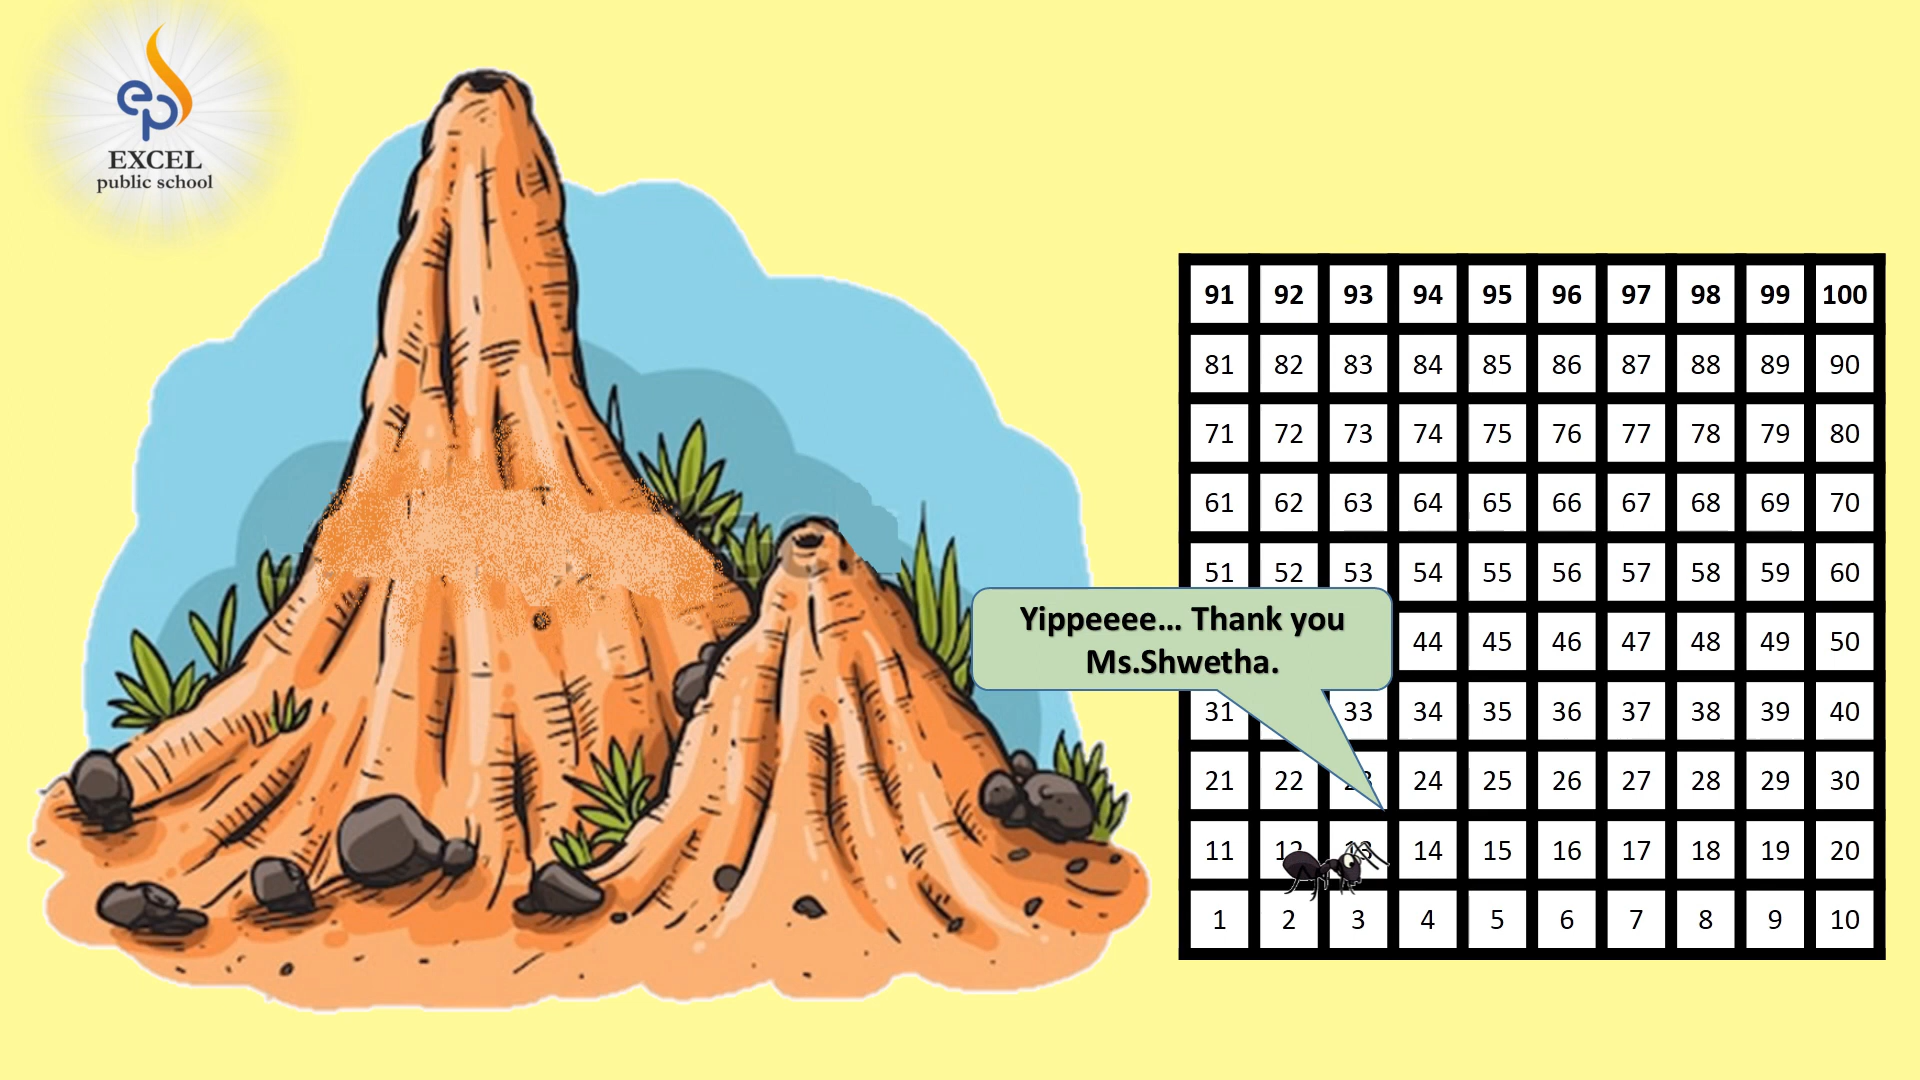 EXCEL
public school
91 92 93 94 95 96 97 98 99 100
81 82 83 84 85 86 87 88 89 90
71 72 73 74 75 76 77 78 79 80
61 62 63 64 65 66 67 68 69 70
51 52 53 54 55 56 57 58 59 60
Yippeeee... Thank you
Ms.Shwetha.
44 45 46 47 48 49 50
31 33 34 35 36 37 38 39 40
21 22 24 25 26 27 28 29 30
11 12 13 14 15 16 17 18 19 20
1 2 3 4 5 6 7 8 9 10